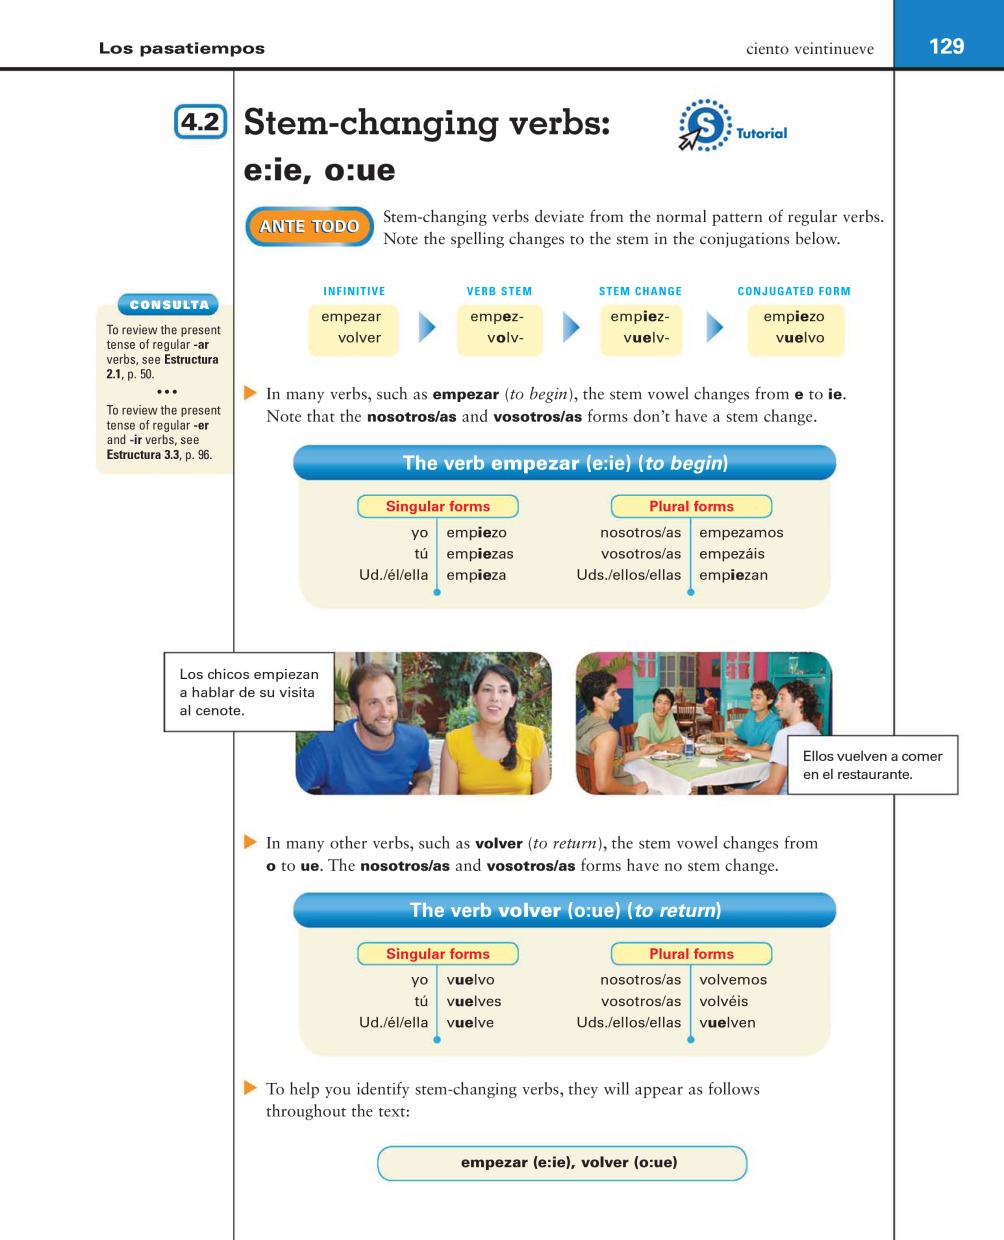 Los pasatiempos
ciento veintinueve
129
4.2
Stem-changing verbs:
e:ie, o:ue
S
Tutorial
ANTE TODO
Stem-changing verbs deviate from the normal pattern of regular verbs.
Note the spelling changes to the stem in the conjugations below.
CONSULTA
To review the present
tense of regular -ar
verbs, see Estructura
2.1, p. 50.
•••
To review the present
tense of regular -er
and -ir verbs, see
Estructura 3.3, p. 96.
INFINITIVE VERB STEM STEM CHANGE CONJUGATED FORM
empezar empez- empiez- empiezo
volver volv- vuelv- vuelvo
In many verbs, such as empezar (to begin), the stem vowel changes from e to ie.
Note that the nosotros/as and vosotros/as forms don’t have a stem change.
The verb empezar (e:ie) (to begin)
Singular forms Plural forms
yo empiezo nosotros/as empezamos
tú empiezas vosotros/as empezáis
Ud./él/ella empieza Uds./ellos/ellas empiezan
Los chicos empiezan
a hablar de su visita
al cenote.
Ellos vuelven a comer
en el restaurante.
In many other verbs, such as volver (to return), the stem vowel changes from
o to ue. The nosotros/as and vosotros/as forms have no stem change.
The verb volver (o:ue) (to return)
Singular forms Plural forms
yo vuelvo nosotros/as volvemos
tú vuelves vosotros/as volvéis
Ud./él/ella vuelve Uds./ellos/ellas vuelven
To help you identify stem-changing verbs, they will appear as follows
throughout the text:
empezar (e:ie), volver (o:ue)